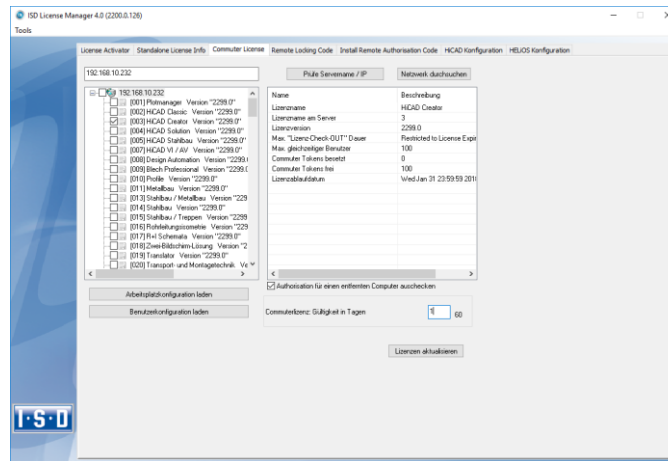 ISD License Manager 4.0 (2200.0.126)
Tools
License Activator Standalone License Info Commuter License Remote Locking Code Install Remote Authorisation Code HiCAD Konfiguration HELiOS Konfiguration
192.168.10.232 Prüfe Servername / IP Netzwerk durchsuchen
192.168.10.232
[001] Plotmanager Version "2299.0"
[002] HiCAD Classic Version "2299.0"
[003] HiCAD Creator Version "2299.0"
[004] HiCAD Solution Version "2299.0"
[005] HiCAD Stahlbau Version "2299.0"
[007] HiCAD VI / AV Version "2299.0"
[008] Design Automation Version "2299.
[009] Blech Professional Version "2299.
[010] Profile Version "2299.0"
[011] Metallbau Version "2299.0"
[013] Stahlbau / Metallbau Version "229
[014] Stahlbau Version "2299.0"
[015] Stahlbau / Treppen Version "2299
[016] Rohrleitungsisometrie Version "229
[017] R+I Schemata Version "2299.0"
[018] Zwei-Bildschirm-Lösung Version "2
[019] Translator Version "2299.0"
[020] Transport- und Montagetechnik Ve
Name Beschreibung
Lizenzname HiCAD Creator
Lizenzname am Server 3
Lizenzversion 2299.0
Max. "Lizenz-Check-OUT" Dauer Restricted to License Expir
Max. gleichzeitiger Benutzer 100
Commuter Tokens besetzt 0
Commuter Tokens frei 100
Lizenzablaufdatum Wed Jan 31 23:59:59 201
Authorisation für einen entfernten Computer auschecken
Arbeitsplatzkonfiguration laden
Benutzerkonfiguration laden
Commuterlizenz: Gültigkeit in Tagen 1 60
Lizenzen aktualisieren
I·S·D